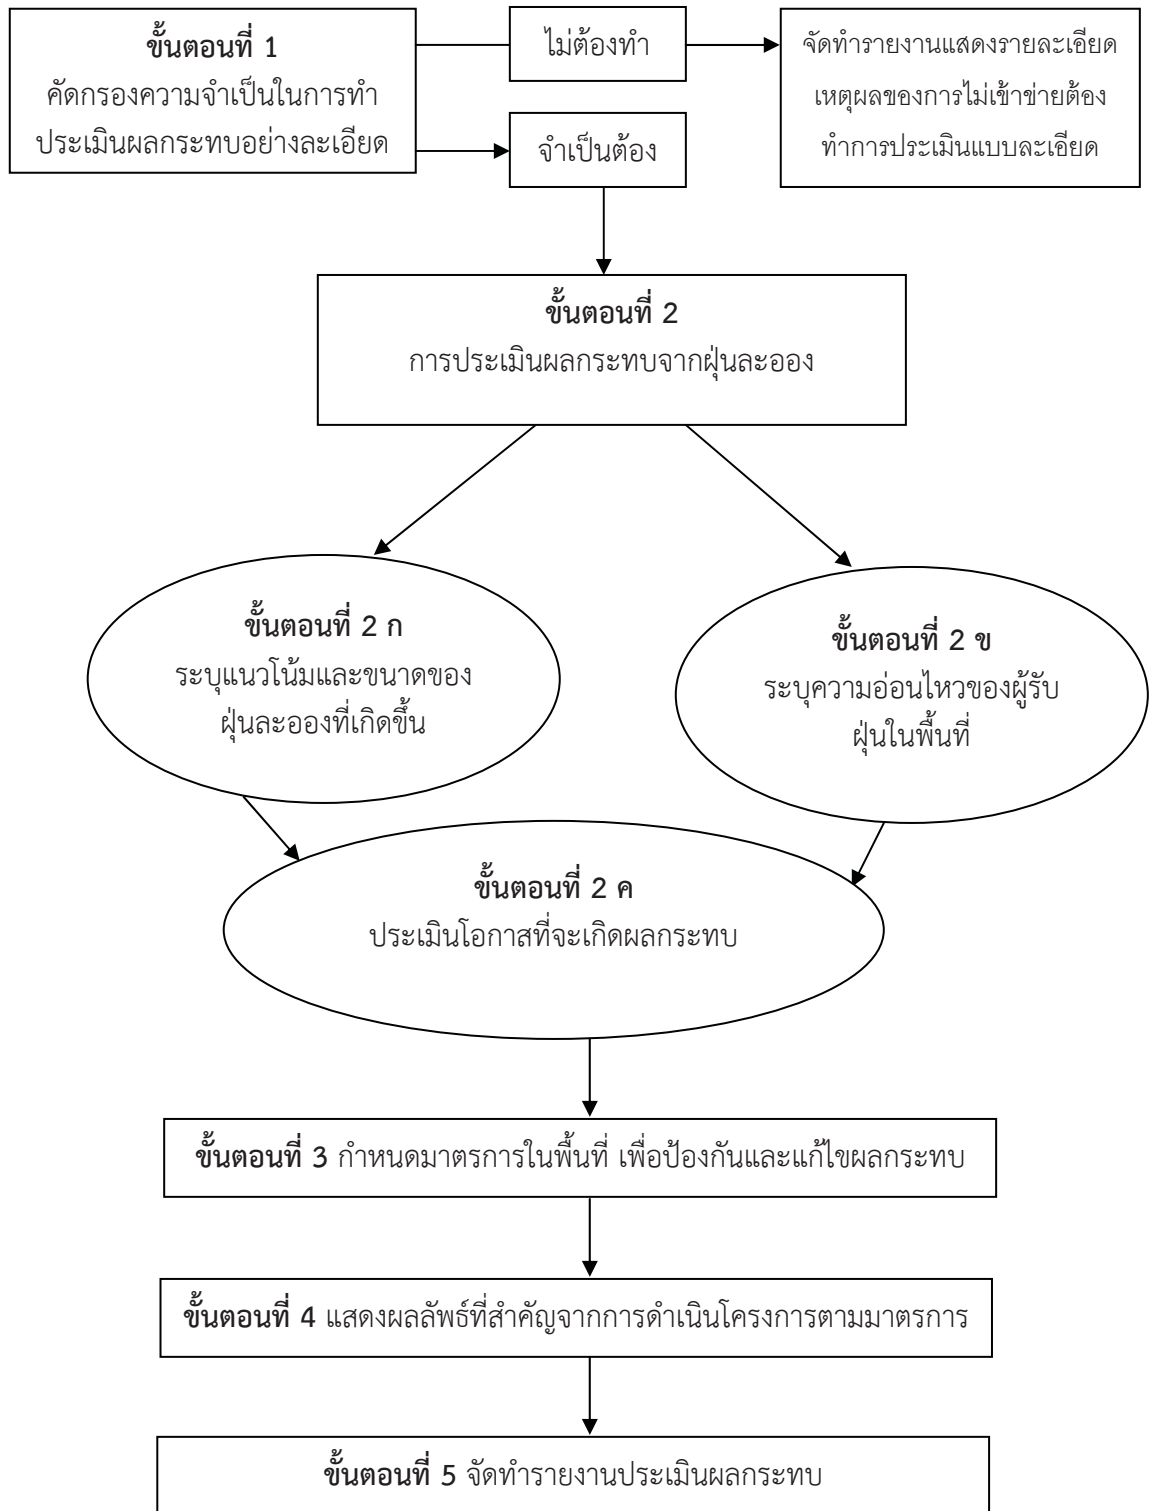 ขั้นตอนที่ 1
คัดกรองความจำเป็นในการทำ
ประเมินผลกระทบอย่างละเอียด
ไม่ต้องทำ
จัดทำรายงานแสดงรายละเอียด
เหตุผลของการไม่เข้าข่ายต้อง
ทำการประเมินแบบละเอียด
จำเป็นต้อง
ขั้นตอนที่ 2
การประเมินผลกระทบจากฝุ่นละออง
ขั้นตอนที่ 2 ก
ระบุแนวโน้มและขนาดของ
ฝุ่นละอองที่เกิดขึ้น
ขั้นตอนที่ 2 ข
ระบุความอ่อนไหวของผู้รับ
ฝุ่นในพื้นที่
ขั้นตอนที่ 2 ค
ประเมินโอกาสที่จะเกิดผลกระทบ
ขั้นตอนที่ 3 กำหนดมาตรการในพื้นที่ เพื่อป้องกันและแก้ไขผลกระทบ
ขั้นตอนที่ 4 แสดงผลลัพธ์ที่สำคัญจากการดำเนินโครงการตามมาตรการ
ขั้นตอนที่ 5 จัดทำรายงานประเมินผลกระทบ